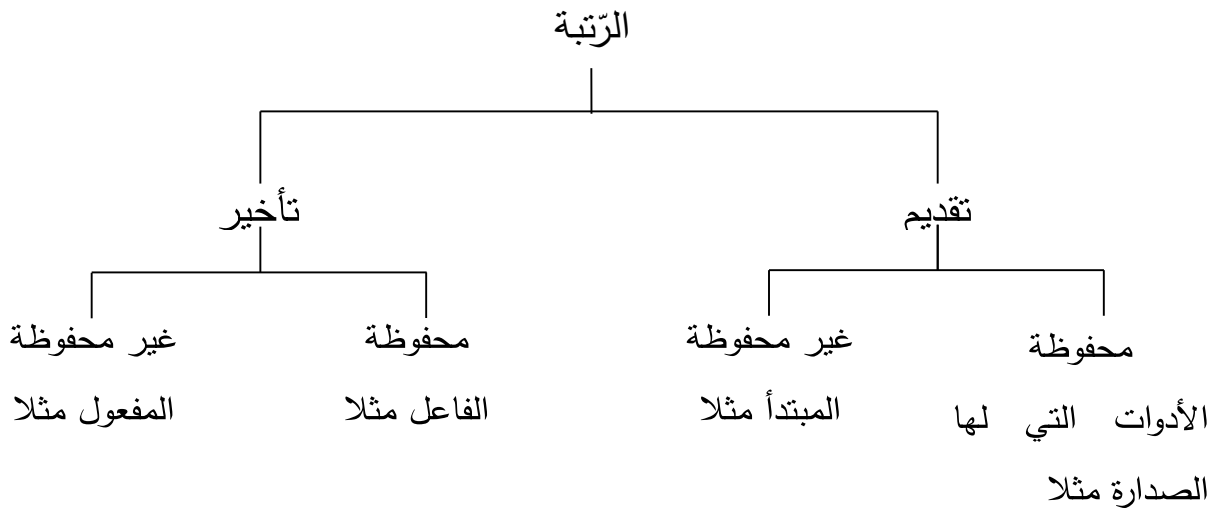 الرّتبة
تقديم
تأخير
محفوظة
الأدوات التي لها
الصدارة مثلا
غير محفوظة
المبتدأ مثلا
محفوظة
الفاعل مثلا
غير محفوظة
المفعول مثلا